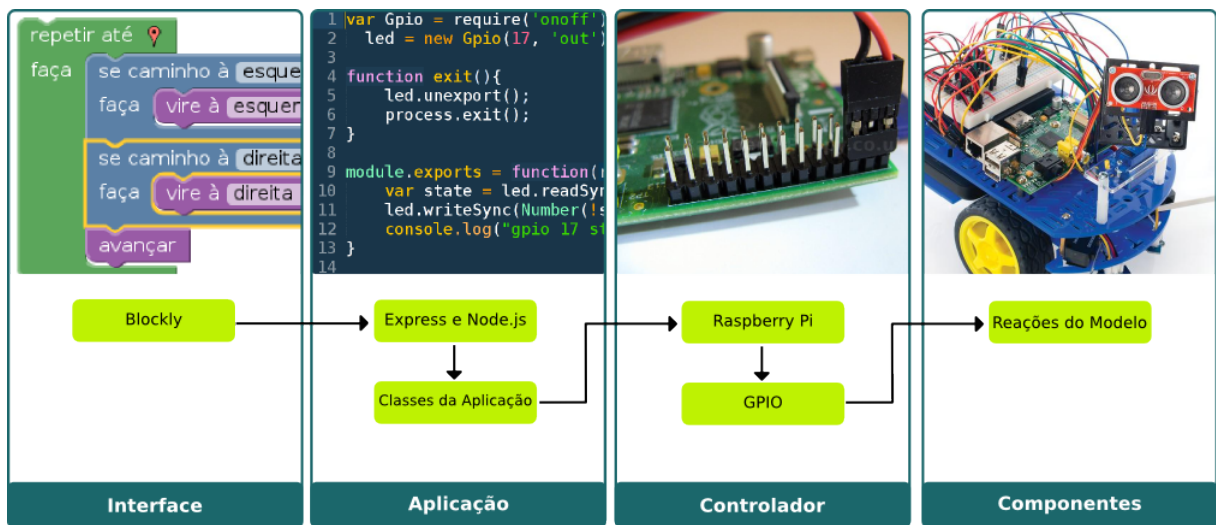 repetir até
faça
se caminho à esque
faça vire à esquer
se caminho à direita
faça vire à direita
avançar
1 var Gpio = require('onoff')
2 led = new Gpio(17, 'out')
3
4 function exit(){
5 led.unexport();
6 process.exit();
7 }
8
9 module.exports = function(r
10 var state = led.readSyn
11 led.writeSync(Number(!s
12 console.log("gpio 17 st
13 }
14
Blockly
Express e Node.js
Classes da Aplicação
Raspberry Pi
GPIO
Reações do Modelo
Interface
Aplicação
Controlador
Componentes